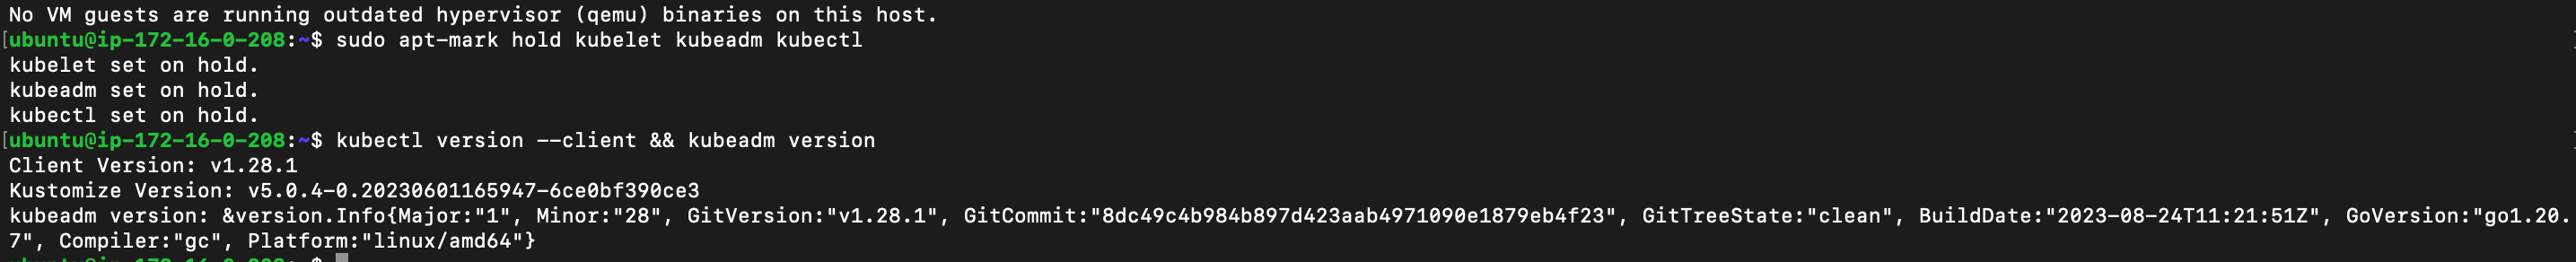 No VM guests are running outdated hypervisor (qemu) binaries on this host.
[ubuntu@ip-172-16-0-208:~$ sudo apt-mark hold kubelet kubeadm kubectl
kubelet set on hold.
kubeadm set on hold.
kubectl set on hold.
[ubuntu@ip-172-16-0-208:~$ kubectl version --client && kubeadm version
Client Version: v1.28.1
Kustomize Version: v5.0.4-0.20230601165947-6ce0bf390ce3
kubeadm version: &version.Info{Major:"1", Minor:"28", GitVersion:"v1.28.1", GitCommit:"8dc49c4b984b897d423aab4971090e1879eb4f23", GitTreeState:"clean", BuildDate:"2023-08-24T11:21:51Z", GoVersion:"go1.20.
7", Compiler:"gc", Platform:"linux/amd64"}